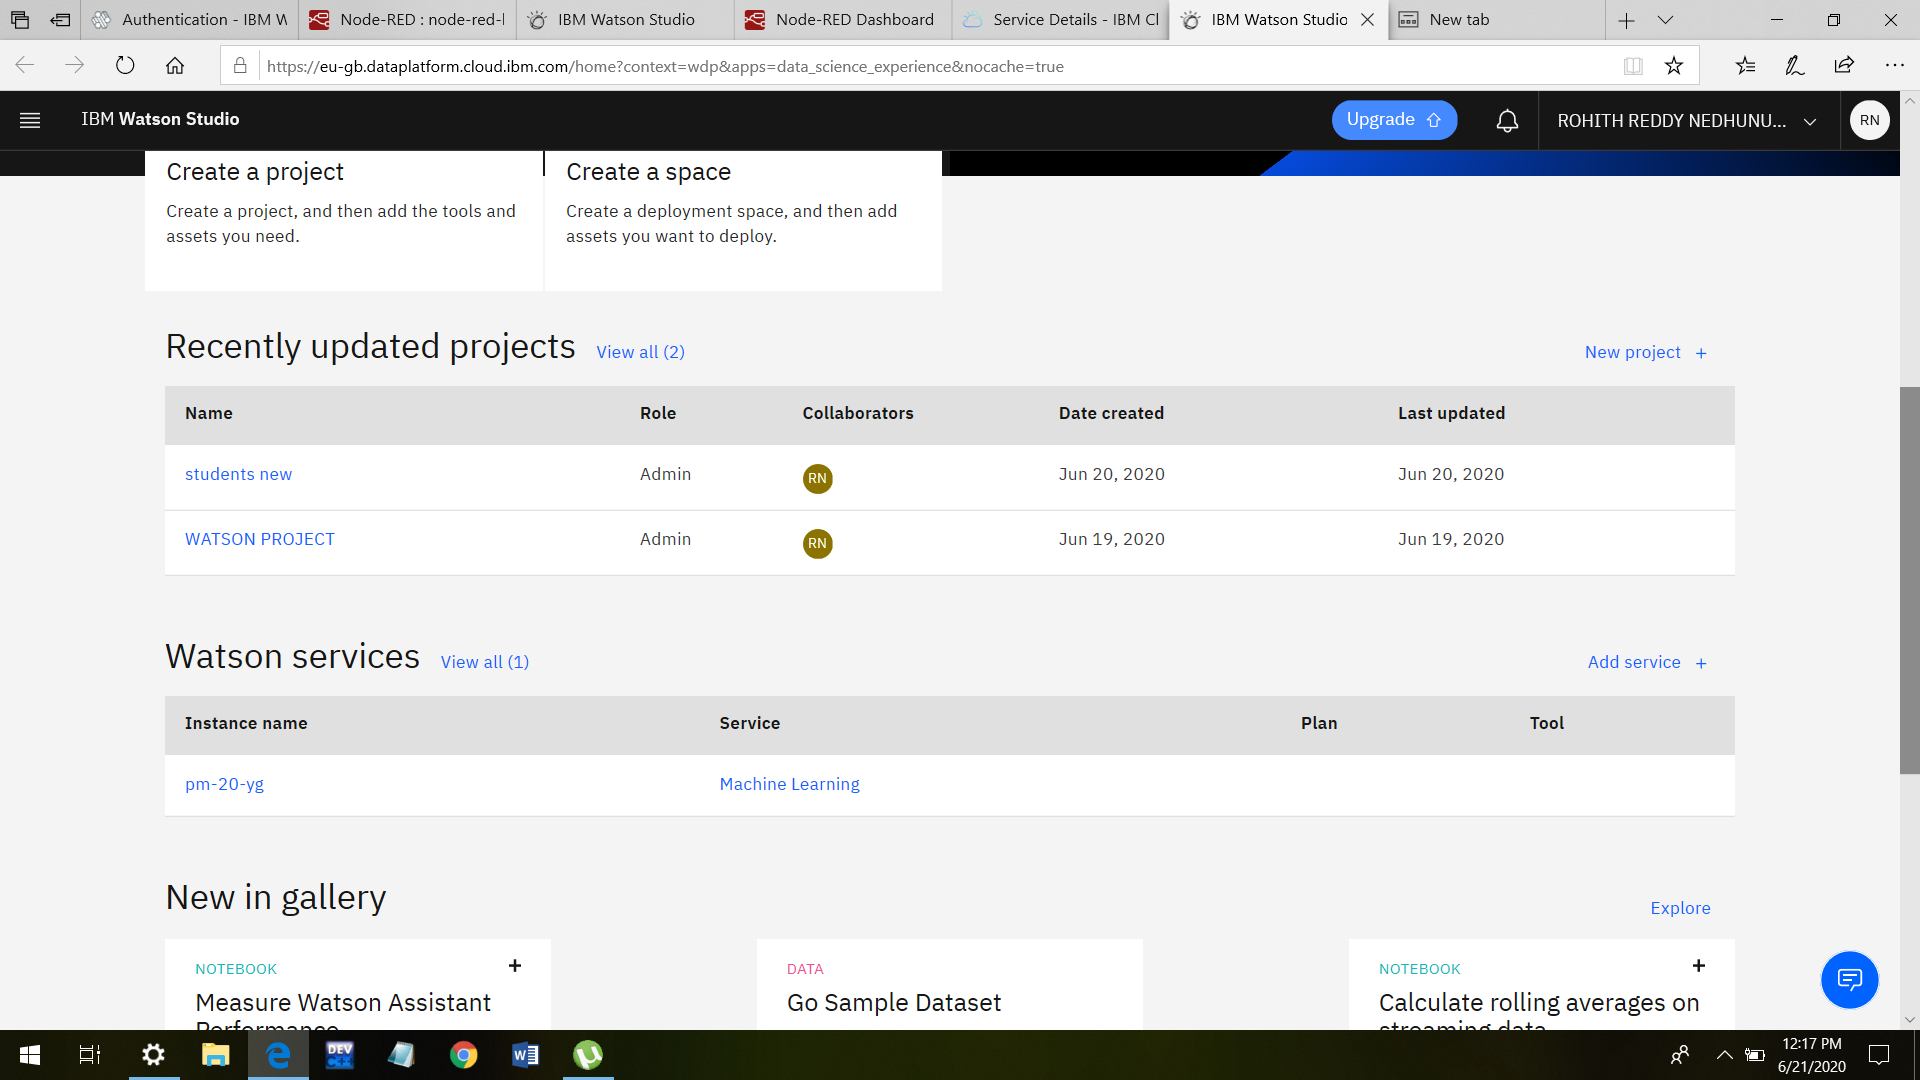 Authentication - IBM W
Node-RED : node-red-l
IBM Watson Studio
Node-RED Dashboard
Service Details - IBM Cl
IBM Watson Studio
New tab
https://eu-gb.dataplatform.cloud.ibm.com/home?context=wdp&apps=data_science_experience&nocache=true
IBM Watson Studio
Upgrade
ROHITH REDDY NEDHUNU...
RN
Create a project
Create a space
Create a project, and then add the tools and
assets you need.
Create a deployment space, and then add
assets you want to deploy.
Recently updated projects
View all (2)
New project +
Name Role Collaborators Date created Last updated
students new Admin RN Jun 20, 2020 Jun 20, 2020
WATSON PROJECT Admin RN Jun 19, 2020 Jun 19, 2020
Watson services
View all (1)
Add service +
Instance name Service Plan Tool
pm-20-yg Machine Learning
New in gallery
Explore
NOTEBOOK +
Measure Watson Assistant
Performance
DATA
Go Sample Dataset
NOTEBOOK +
Calculate rolling averages on
streaming data
DEV
C++
12:17 PM
6/21/2020